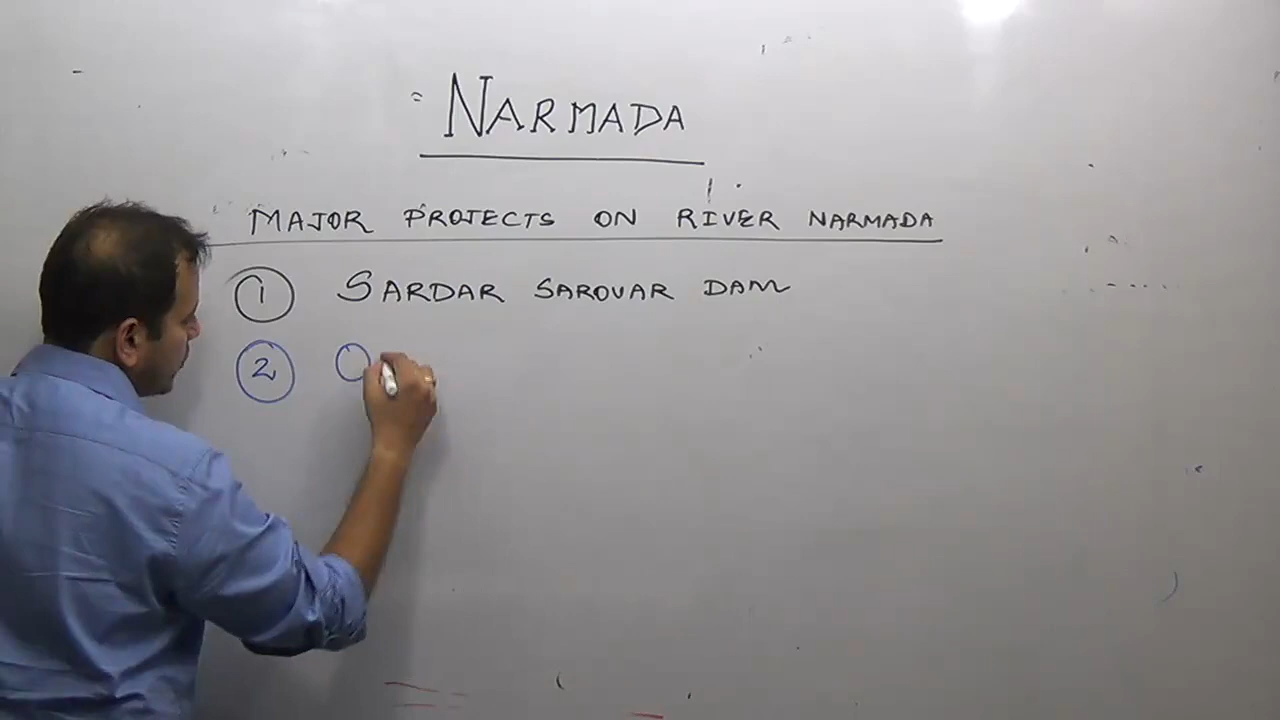 NARMADA
MAJOR PROJECTS ON RIVER NARMADA
1 SARDAR SAROVAR DAM
2 O